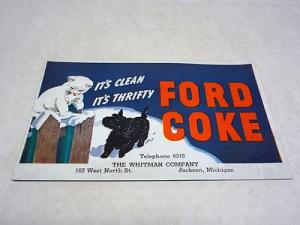 IT'S CLEAN
IT'S THRIFTY
FORD
COKE
Telephone 6315
THE WHITMAN COMPANY
165 West North St. Jackson, Michigan